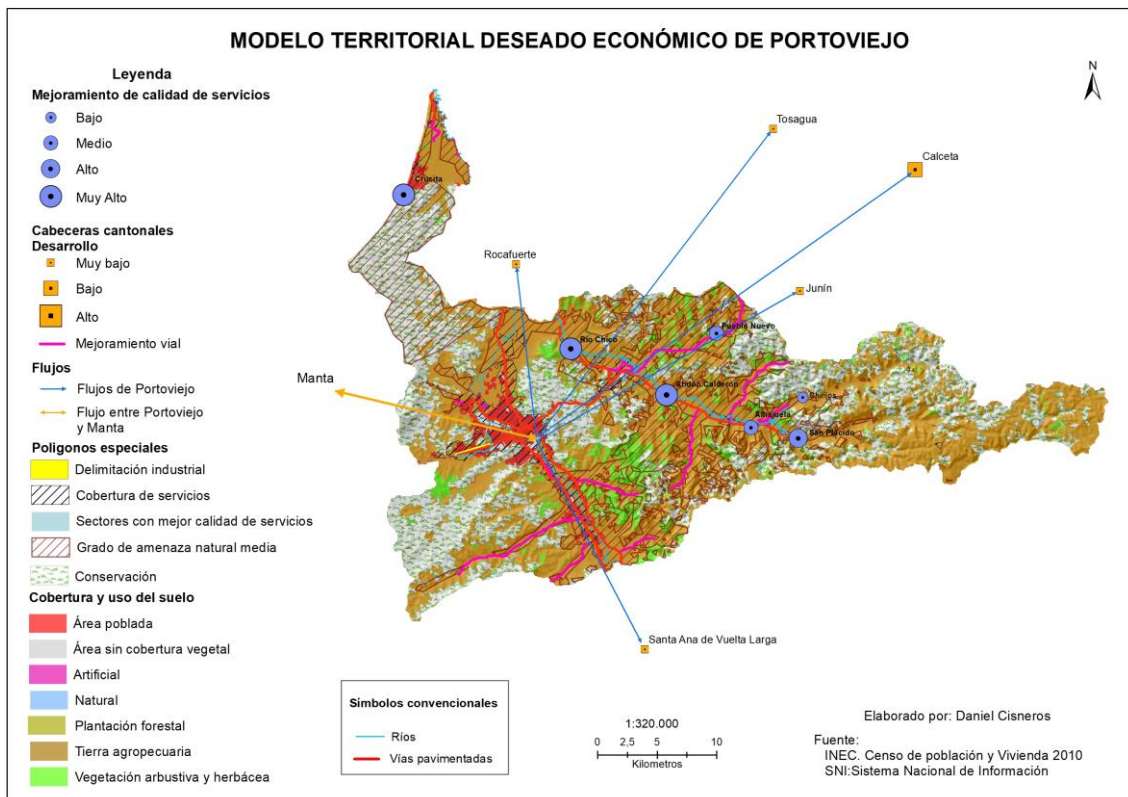 MODELO TERRITORIAL DESEADO ECONÓMICO DE PORTOVIEJO
Leyenda
Mejoramiento de calidad de servicios
Bajo
Medio
Alto
Muy Alto
Cabeceras cantonales
Desarrollo
Muy bajo
Bajo
Alto
Mejoramiento vial
Flujos
Flujos de Portoviejo
Flujo entre Portoviejo
y Manta
Polígonos especiales
Delimitación industrial
Cobertura de servicios
Sectores con mejor calidad de servicios
Grado de amenaza natural media
Conservación
Cobertura y uso del suelo
Área poblada
Área sin cobertura vegetal
Artificial
Natural
Plantación forestal
Tierra agropecuaria
Vegetación arbustiva y herbácea
N
Tosagua
Calceta
Crucita
Rocafuerte
Junín
Pueblo Nuevo
Río Chico
Manta
Abdón Calderón
Chirijos
Alhajuela
San Plácido
Santa Ana de Vuelta Larga
Símbolos convencionales
Ríos
Vías pavimentadas
1:320.000
0 2,5 5 10
Kilometros
Elaborado por: Daniel Cisneros
Fuente:
INEC. Censo de población y Vivienda 2010
SNI:Sistema Nacional de Información